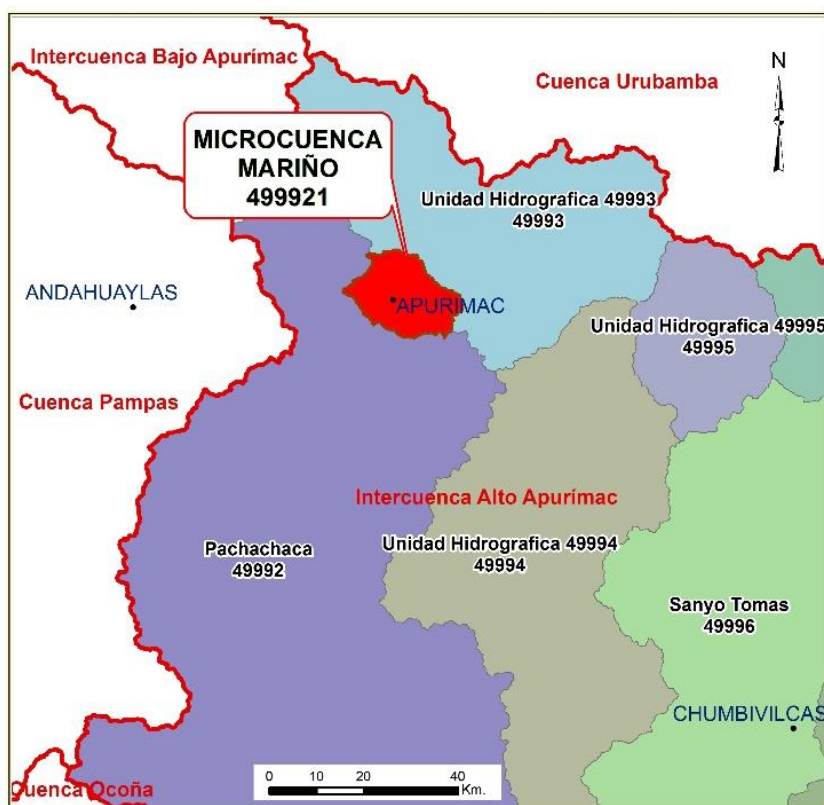 Intercuenca Bajo Apurímac
Cuenca Urubamba
N
MICROCUENCA
MARIÑO
499921
Unidad Hidrografica 49993
49993
ANDAHUAYLAS
APURIMAC
Unidad Hidrografica 49995
49995
Cuenca Pampas
Intercuenca Alto Apurímac
Unidad Hidrografica 49994
49994
Pachachaca
49992
Sanyo Tomas
49996
CHUMBIVILCAS
Cuenca Ocoña
0 10 20 40
Km.